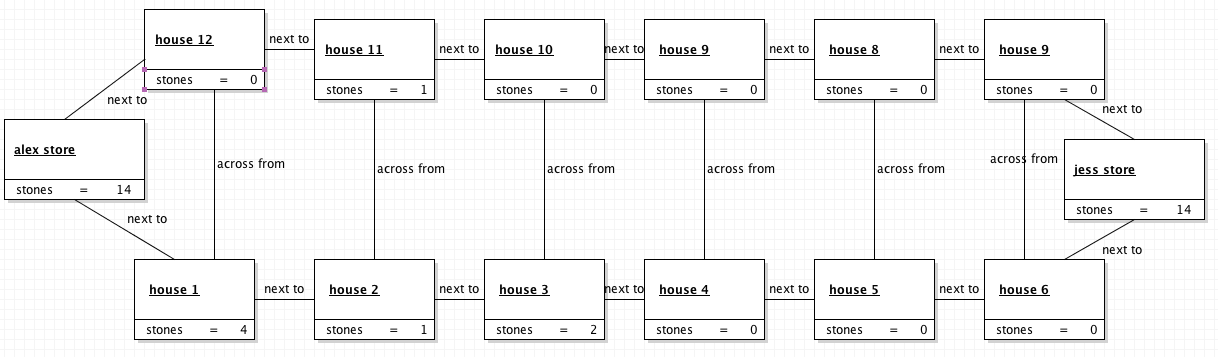 house 12
stones = 0
next to
house 11
stones = 1
next to
house 10
stones = 0
next to
house 9
stones = 0
next to
house 8
stones = 0
next to
house 9
stones = 0
next to
next to
alex store
stones = 14
across from
across from
across from
across from
across from
across from
jess store
stones = 14
next to
next to
house 1
stones = 4
next to
house 2
stones = 1
next to
house 3
stones = 2
next to
house 4
stones = 0
next to
house 5
stones = 0
next to
house 6
stones = 0